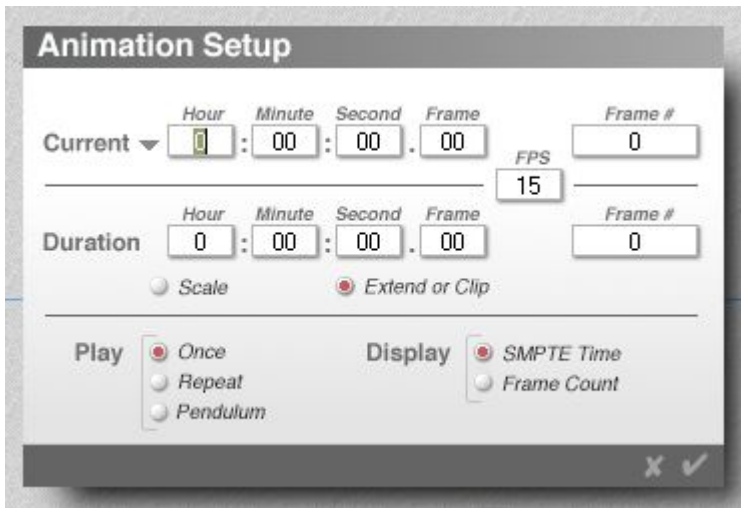 Animation Setup
Hour Minute Second Frame Frame #
Current 0 : 00 : 00 . 00 0
FPS
15
Hour Minute Second Frame Frame #
Duration 0 : 00 : 00 . 00 0
Scale Extend or Clip
Play Once Display SMPTE Time
Repeat Frame Count
Pendulum